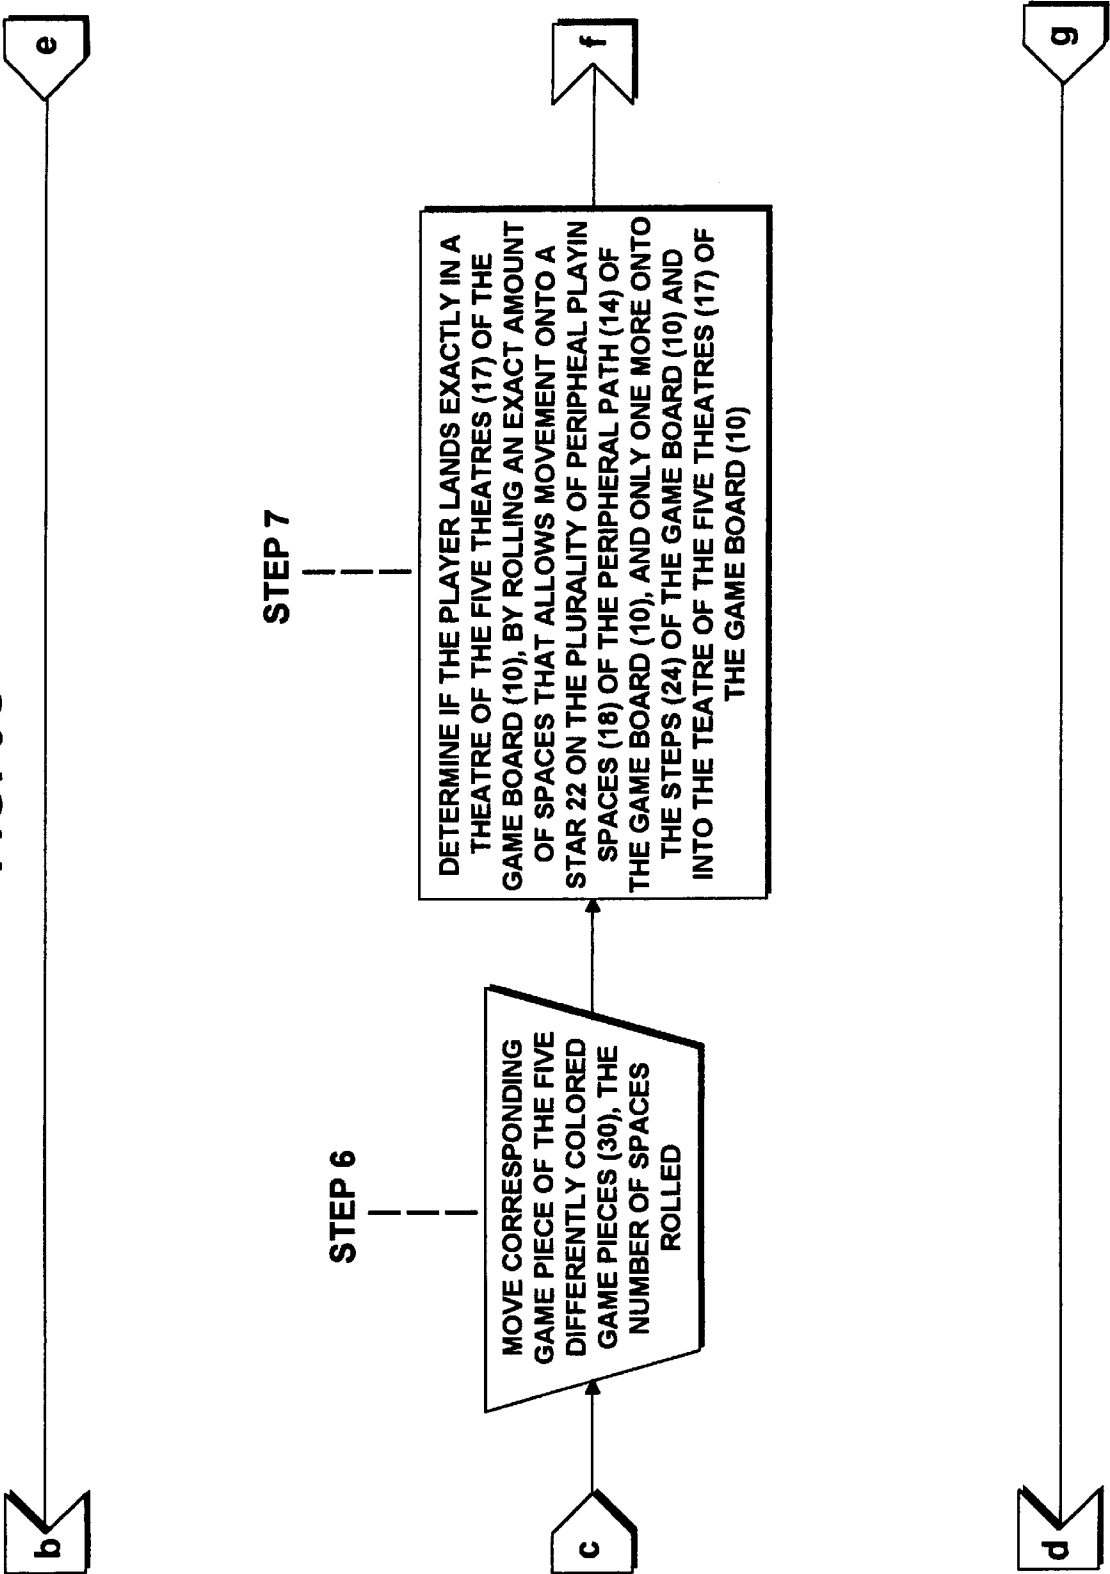 b
e
STEP 6
MOVE CORRESPONDING
GAME PIECE OF THE FIVE
DIFFERENTLY COLORED
GAME PIECES (30), THE
NUMBER OF SPACES
ROLLED
STEP 7
DETERMINE IF THE PLAYER LANDS EXACTLY IN A
THEATRE OF THE FIVE THEATRES (17) OF THE
GAME BOARD (10), BY ROLLING AN EXACT AMOUNT
OF SPACES THAT ALLOWS MOVEMENT ONTO A
STAR 22 ON THE PLURALITY OF PERIPHEAL PLAYIN
SPACES (18) OF THE PERIPHERAL PATH (14) OF
THE GAME BOARD (10), AND ONLY ONE MORE ONTO
THE STEPS (24) OF THE GAME BOARD (10) AND
INTO THE TEATRE OF THE FIVE THEATRES (17) OF
THE GAME BOARD (10)
c
f
d
g